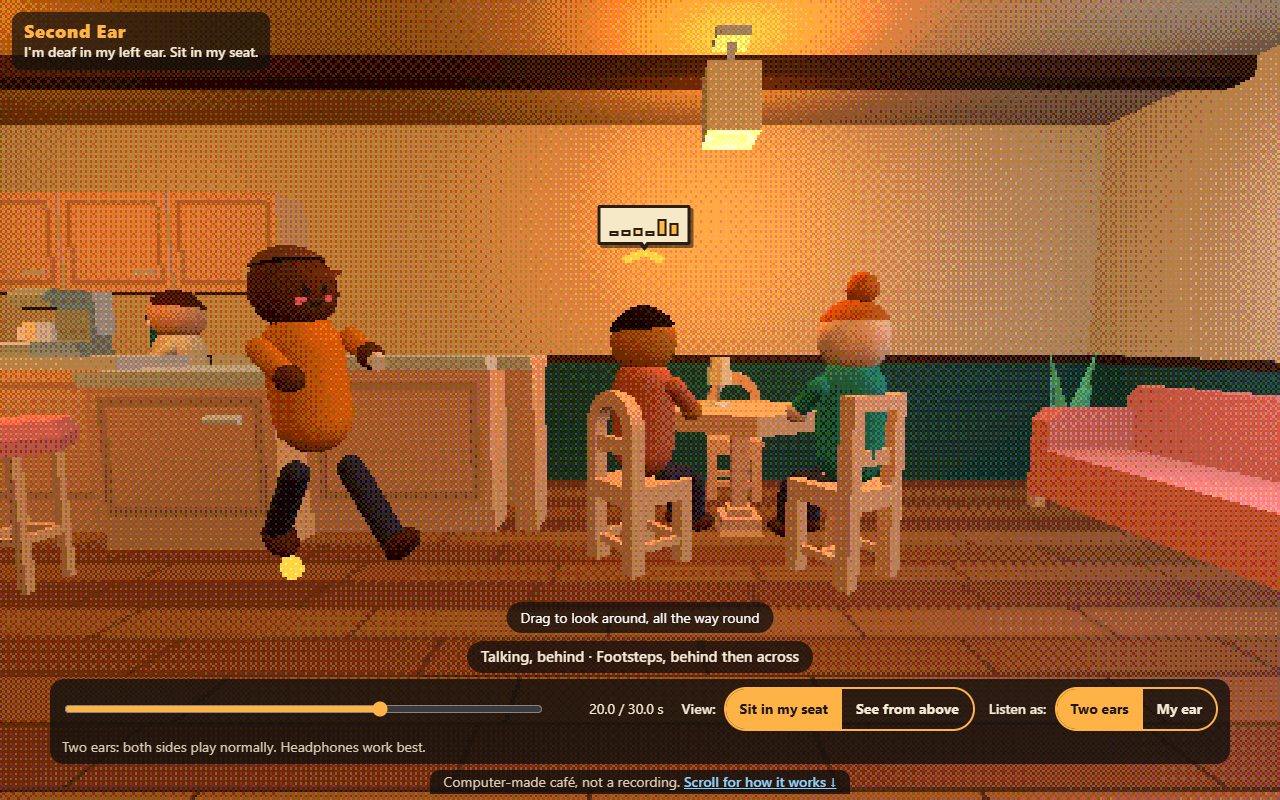 Second Ear
I'm deaf in my left ear. Sit in my seat.
Drag to look around, all the way round
Talking, behind · Footsteps, behind then across
20.0 / 30.0 s View: Sit in my seat See from above Listen as: Two ears My ear
Two ears: both sides play normally. Headphones work best.
Computer-made café, not a recording. Scroll for how it works ↓